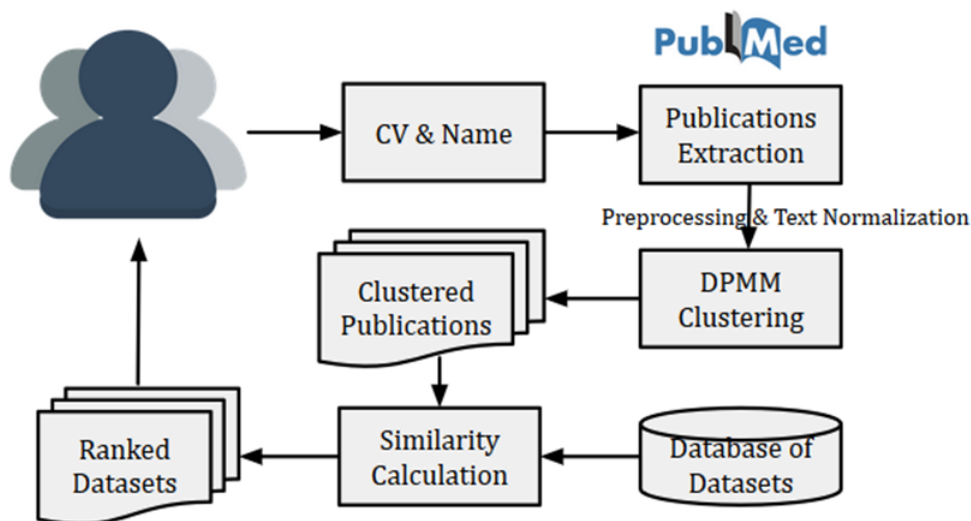 PubMed
CV & Name
Publications
Extraction
Preprocessing & Text Normalization
DPMM
Clustering
Clustered
Publications
Similarity
Calculation
Database of
Datasets
Ranked
Datasets